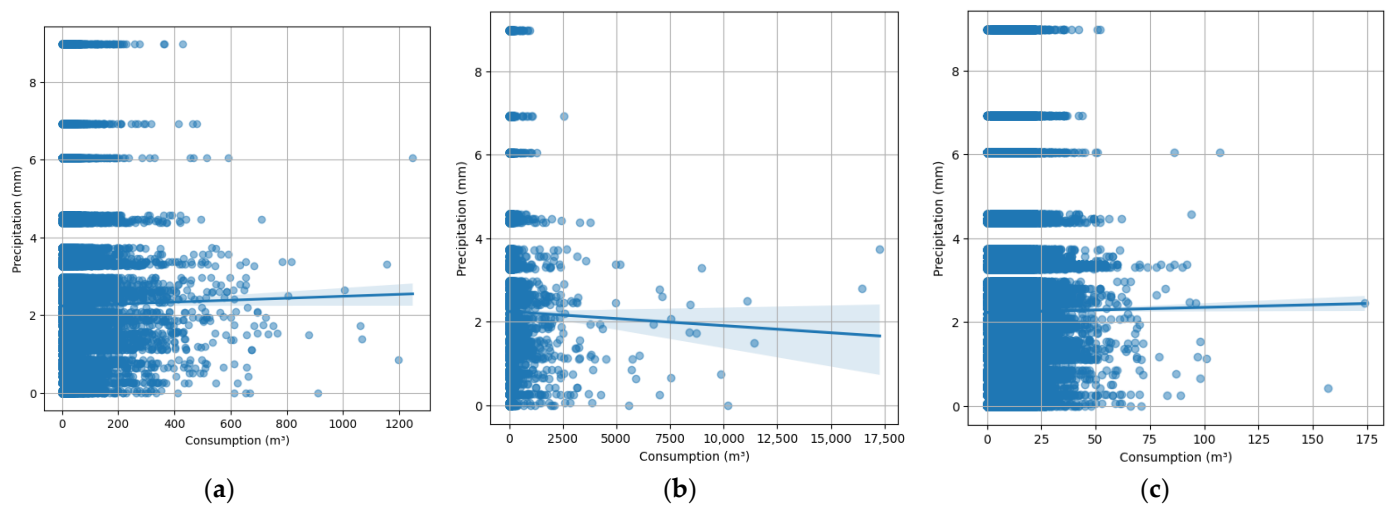 8
6
4
2
0
Precipitation (mm)
0 200 400 600 800 1000 1200
Consumption (m³)
(a)
8
6
4
2
0
Precipitation (mm)
0 2500 5000 7500 10,000 12,500 15,000 17,500
Consumption (m³)
(b)
8
6
4
2
0
Precipitation (mm)
0 25 50 75 100 125 150 175
Consumption (m³)
(c)